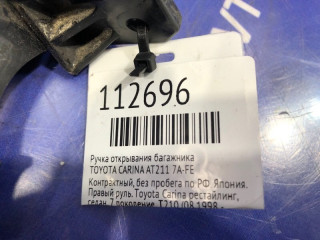 112696
Ручка открывания багажника
TOYOTA CARINA AT211 7A-FE
Контрактный, без пробега по РФ. Япония.
Правый руль. Toyota Carina рестайлинг,
седан, 7 поколение, T210 (08.1998 -